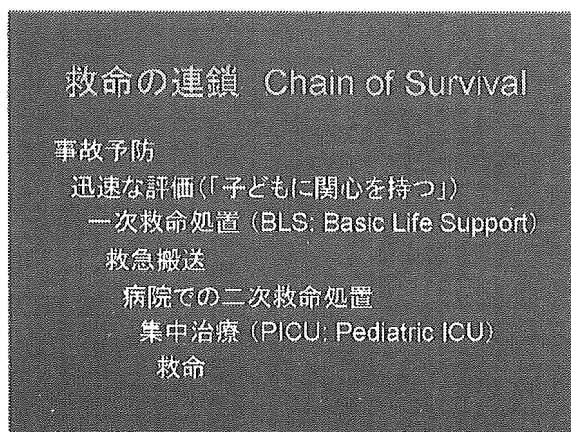 救命の連鎖 Chain of Survival
事故予防
迅速な評価(「子どもに関心を持つ」)
一次救命処置(BLS: Basic Life Support)
救急搬送
病院での二次救命処置
集中治療(PICU: Pediatric ICU)
救命